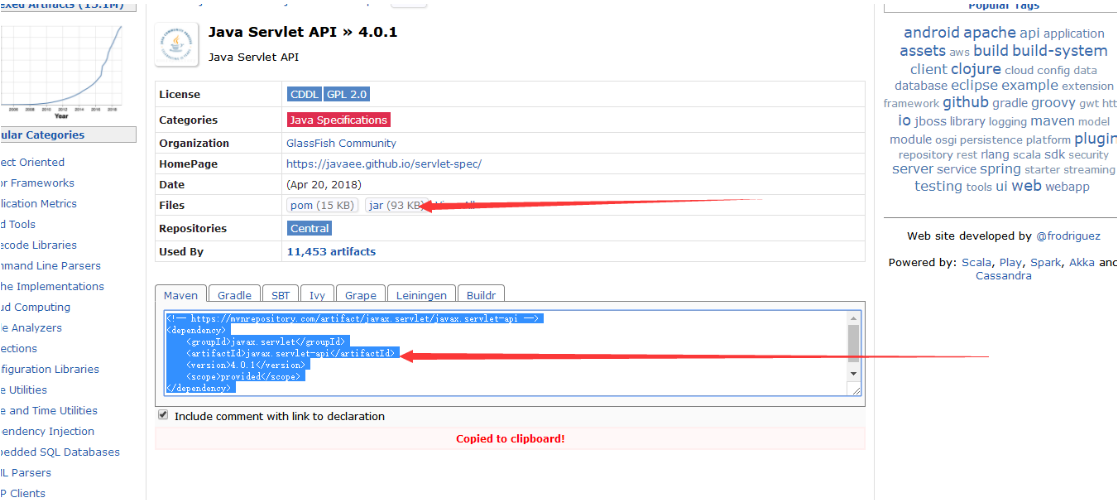 Indexed Artifacts (15.1M)
Year
Popular Categories
ect Oriented
or Frameworks
lication Metrics
d Tools
ecode Libraries
mmand Line Parsers
he Implementations
ud Computing
le Analyzers
ections
figuration Libraries
e Utilities
e and Time Utilities
endency Injection
bedded SQL Databases
ML Parsers
P Clients
Java Servlet API » 4.0.1
Java Servlet API
License CDDL GPL 2.0
Categories Java Specifications
Organization GlassFish Community
HomePage https://javaee.github.io/servlet-spec/
Date (Apr 20, 2018)
Files pom (15 KB) jar (93 KB)
Repositories Central
Used By 11,453 artifacts
Maven Gradle SBT Ivy Grape Leiningen Buildr
<!-- https://mvnrepository.com/artifact/javax.servlet/javax.servlet-api -->
<dependency>
<groupId>javax.servlet</groupId>
<artifactId>javax.servlet-api</artifactId>
<version>4.0.1</version>
<scope>provided</scope>
</dependency>
Include comment with link to declaration
Copied to clipboard!
Popular Tags
android apache api application
assets aws build build-system
client clojure cloud config data
database eclipse example extension
framework github gradle groovy gwt htt
io jboss library logging maven model
module osgi persistence platform plugin
repository rest rlang scala sdk security
server service spring starter streaming
testing tools ui web webapp
Web site developed by @frodriguez
Powered by: Scala, Play, Spark, Akka and
Cassandra